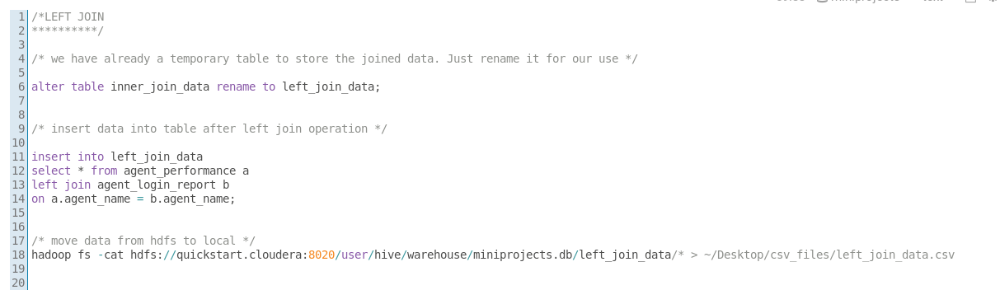 1 /*LEFT JOIN
2 **********/
3
4 /* we have already a temporary table to store the joined data. Just rename it for our use */
5
6 alter table inner_join_data rename to left_join_data;
7
8
9 /* insert data into table after left join operation */
10
11 insert into left_join_data
12 select * from agent_performance a
13 left join agent_login_report b
14 on a.agent_name = b.agent_name;
15
16
17 /* move data from hdfs to local */
18 hadoop fs -cat hdfs://quickstart.cloudera:8020/user/hive/warehouse/miniprojects.db/left_join_data/* > ~/Desktop/csv_files/left_join_data.csv
19
20